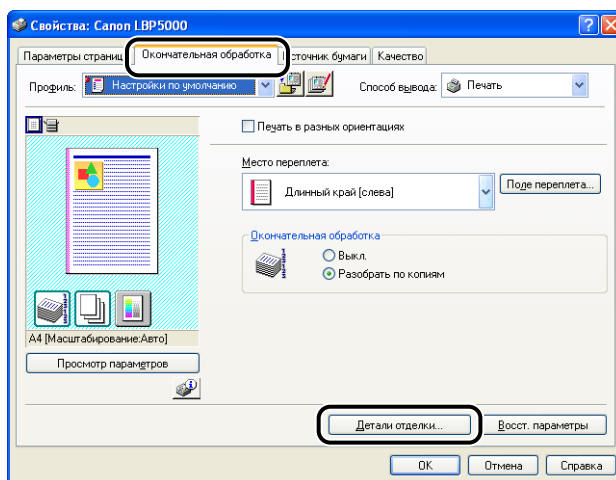 Свойства: Canon LBP5000
Параметры страниц Окончательная обработка Источник бумаги Качество
Профиль: Настройки по умолчанию Способ вывода: Печать
Печать в разных ориентациях
Место переплета:
Длинный край [слева] Поле переплета...
Окончательная обработка
Выкл.
Разобрать по копиям
A4 [Масштабирование:Авто]
Просмотр параметров
Детали отделки... Восст. параметры
OK Отмена Справка